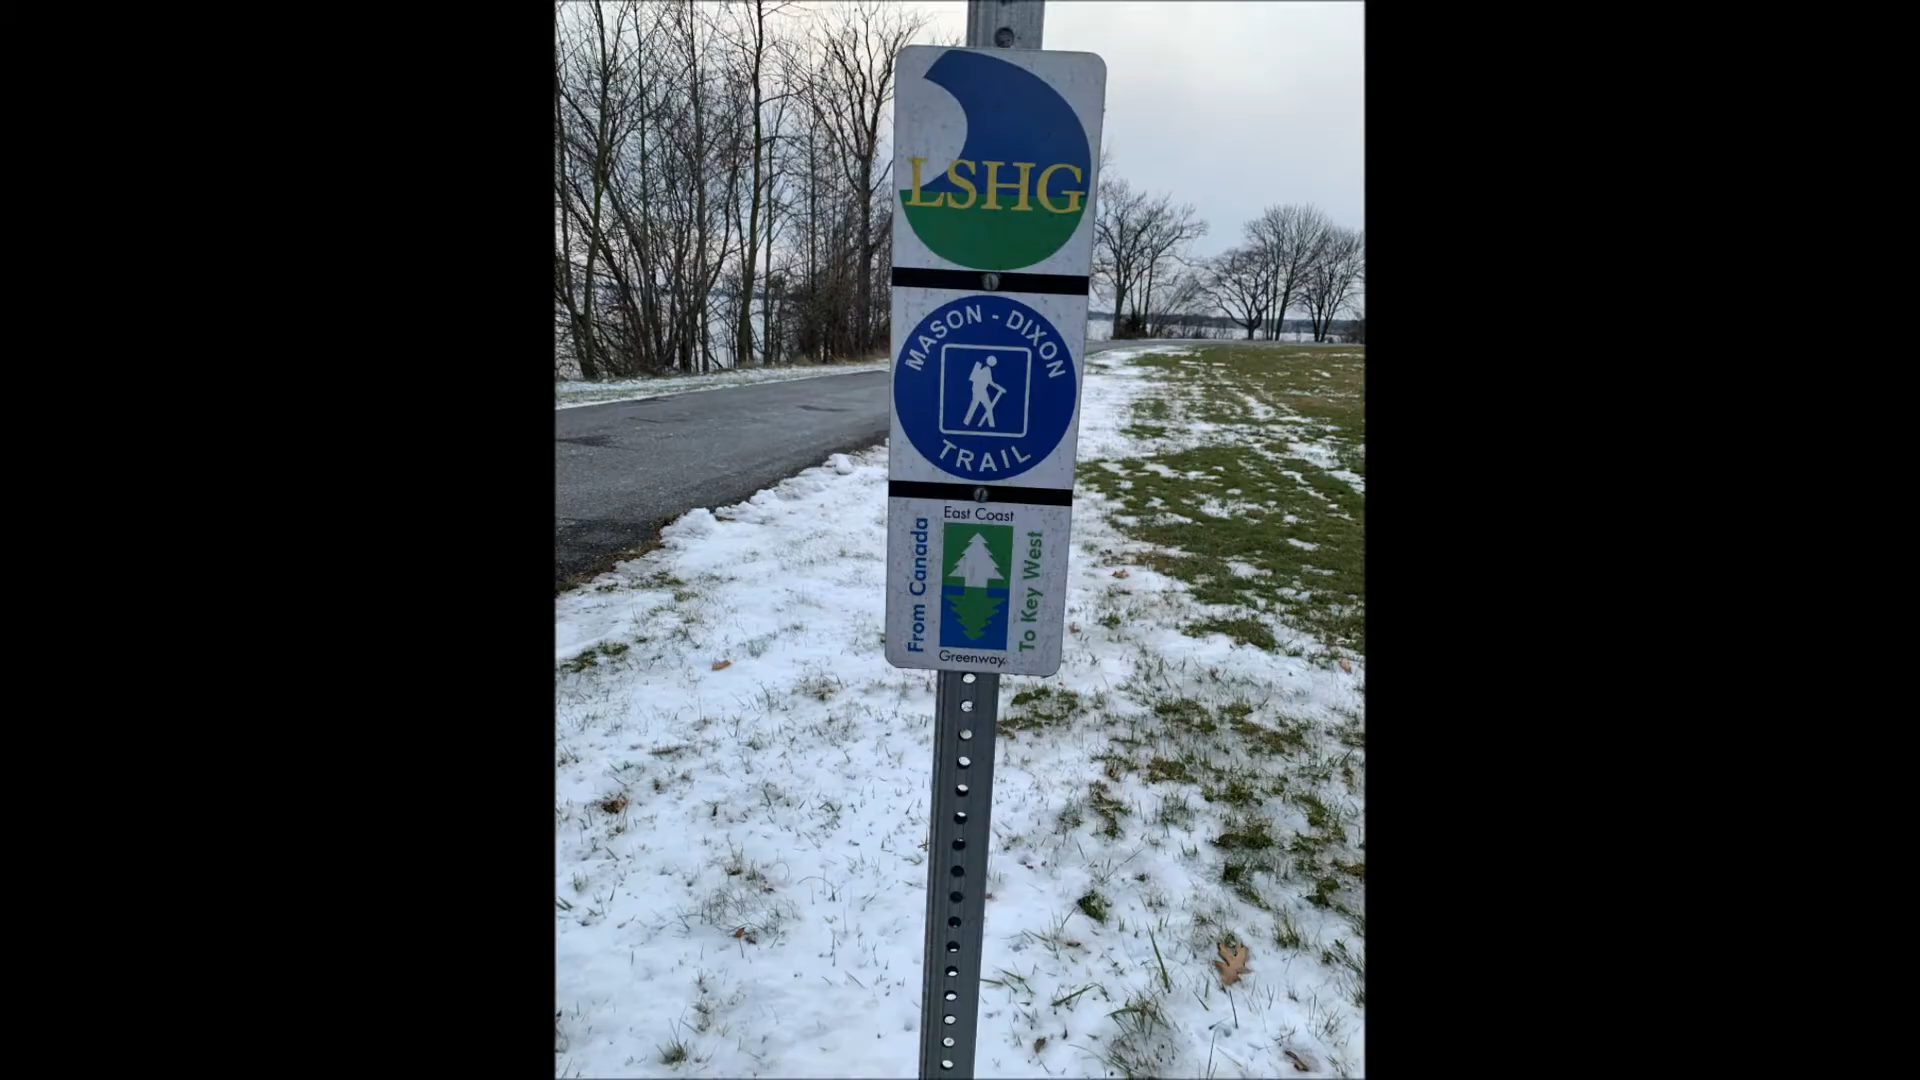 LSHG
MASON - DIXON
TRAIL
East Coast
From Canada
To Key West
Greenway